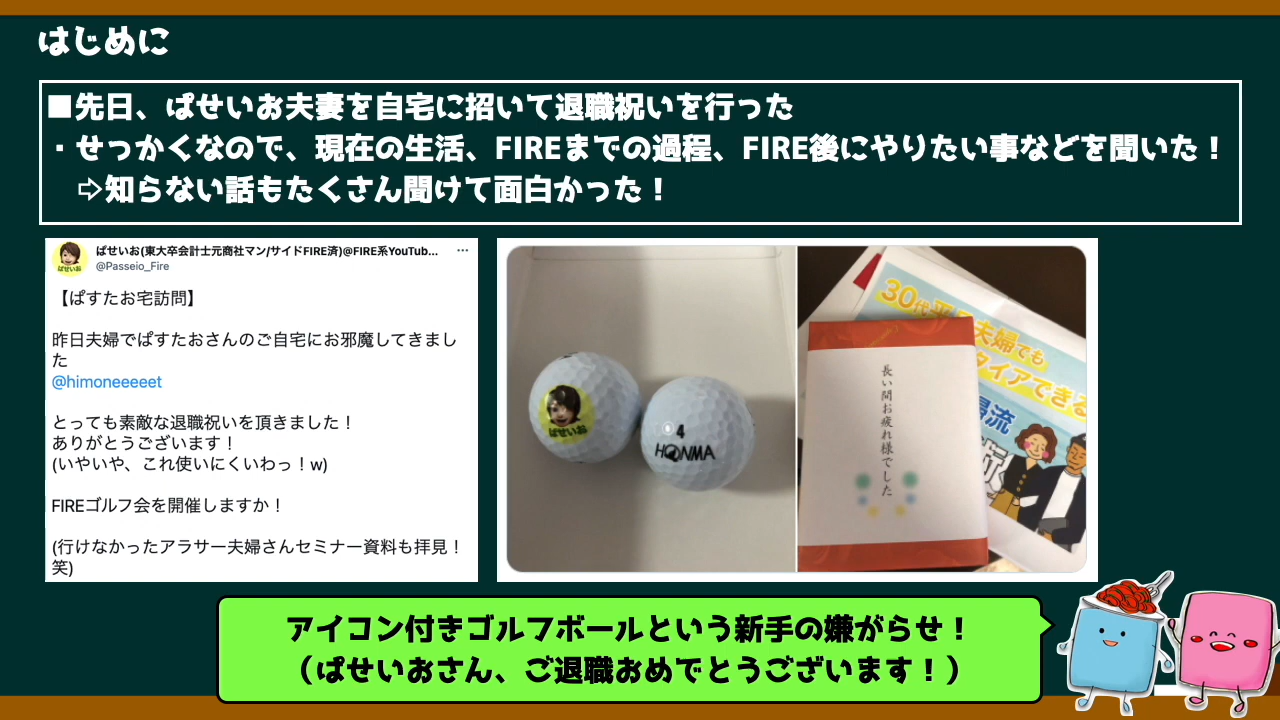 はじめに
■先日、ぱせいお夫妻を自宅に招いて退職祝いを行った
・せっかくなので、現在の生活、FIREまでの過程、FIRE後にやりたい事などを聞いた！
⇨知らない話もたくさん聞けて面白かった！
ぱせいお(東大卒会計士元商社マン/サイドFIRE済)@FIRE系YouTub...
@Passeio_Fire
ぱせいお
【ぱすたお宅訪問】
昨日夫婦でぱすたおさんのご自宅にお邪魔してきまし
た
@himoneeeeet
とっても素敵な退職祝いを頂きました！
ありがとうございます！
(いやいや、これ使いにくいわっ！w)
FIREゴルフ会を開催しますか！
(行けなかったアラサー夫婦さんセミナー資料も拝見！
笑)
ぱせいお
4
HONMA
長い間お疲れ様でした
30代
夫婦でも
タイアできる
流
アイコン付きゴルフボールという新手の嫌がらせ！
（ぱせいおさん、ご退職おめでとうございます！）